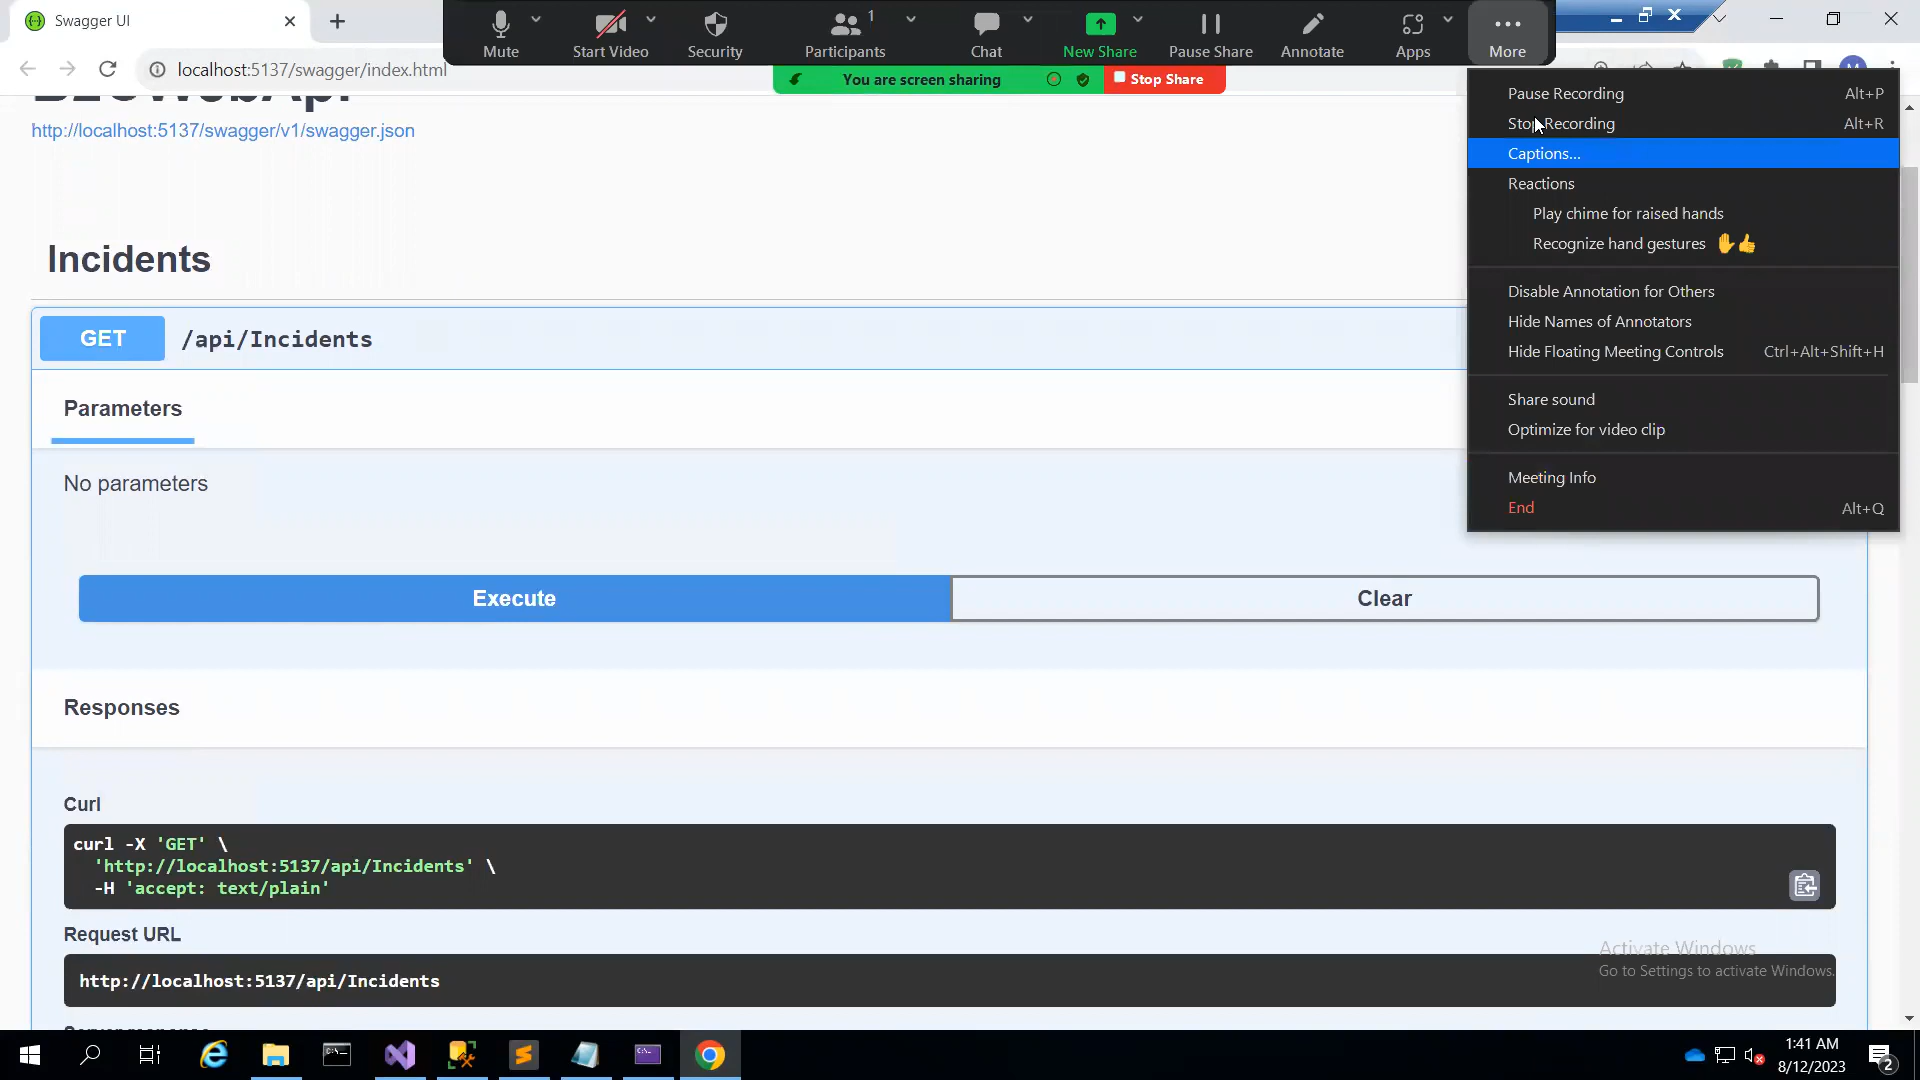 Swagger UI
Mute
Start Video
Security
Participants
1
Chat
New Share
Pause Share
Annotate
Apps
More
localhost:5137/swagger/index.html
You are screen sharing
Stop Share
B2CWebApi
http://localhost:5137/swagger/v1/swagger.json
Pause Recording Alt+P
Stop Recording Alt+R
Captions...
Reactions
Play chime for raised hands
Recognize hand gestures
Disable Annotation for Others
Hide Names of Annotators
Hide Floating Meeting Controls Ctrl+Alt+Shift+H
Share sound
Optimize for video clip
Meeting Info
End Alt+Q
Incidents
GET /api/Incidents
Parameters
No parameters
Execute
Clear
Responses
Curl
curl -X 'GET' \
'http://localhost:5137/api/Incidents' \
-H 'accept: text/plain'
Request URL
http://localhost:5137/api/Incidents
Activate Windows
Go to Settings to activate Windows.
1:41 AM
8/12/2023
2